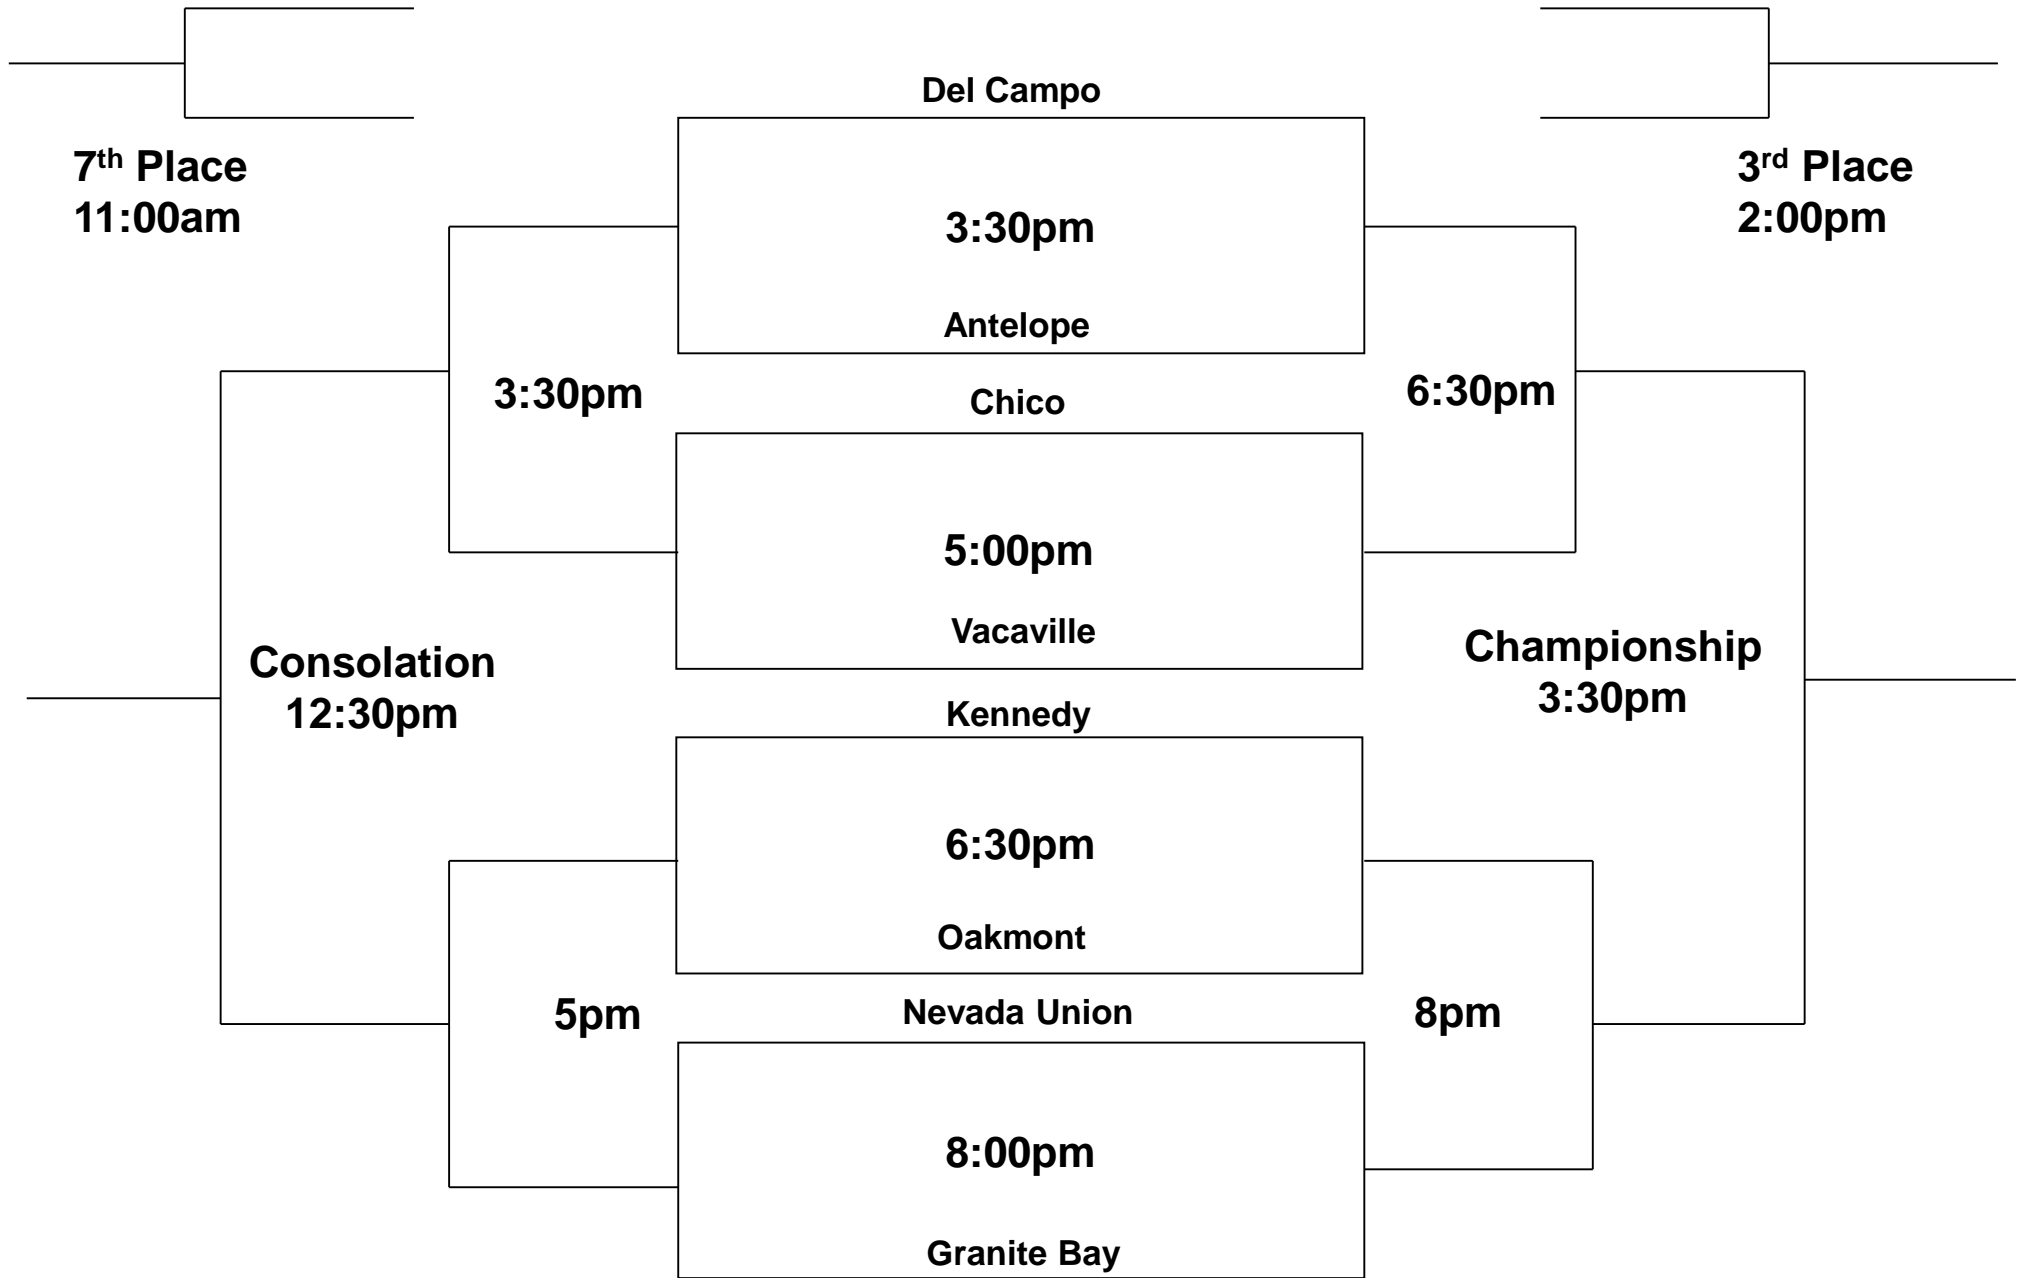 Del Campo
7th Place
11:00am
3rd Place
2:00pm
3:30pm
Antelope
3:30pm
Chico
6:30pm
5:00pm
Vacaville
Consolation
12:30pm
Championship
3:30pm
Kennedy
6:30pm
Oakmont
5pm
Nevada Union
8pm
8:00pm
Granite Bay